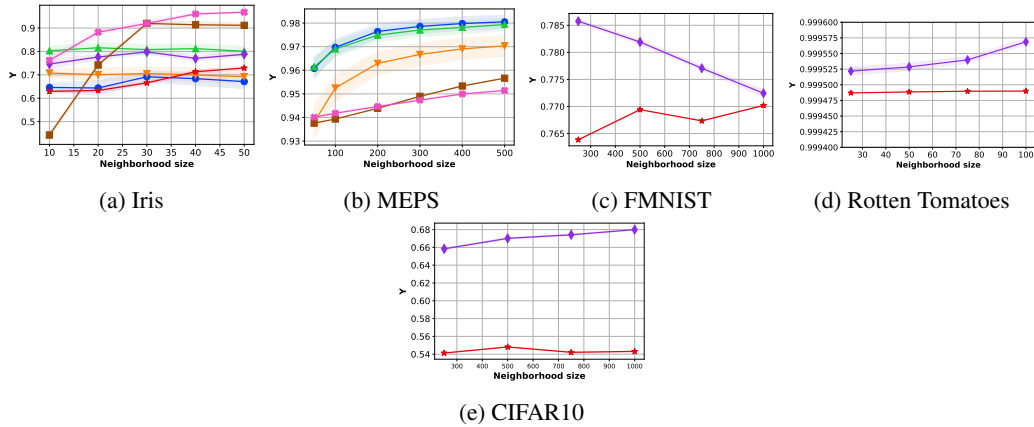 0.9
0.8
0.7
0.6
0.5
Y
10 15 20 25 30 35 40 45 50
Neighborhood size
(a) Iris
0.98
0.97
0.96
0.95
0.94
0.93
Y
100 200 300 400 500
Neighborhood size
(b) MEPS
0.785
0.780
0.775
0.770
0.765
Y
300 400 500 600 700 800 900 1000
Neighborhood size
(c) FMNIST
0.999600
0.999575
0.999550
0.999525
0.999500
0.999475
0.999450
0.999425
0.999400
Y
30 40 50 60 70 80 90 100
Neighborhood size
(d) Rotten Tomatoes
0.68
0.66
0.64
0.62
0.60
0.58
0.56
0.54
Y
300 400 500 600 700 800 900 1000
Neighborhood size
(e) CIFAR10